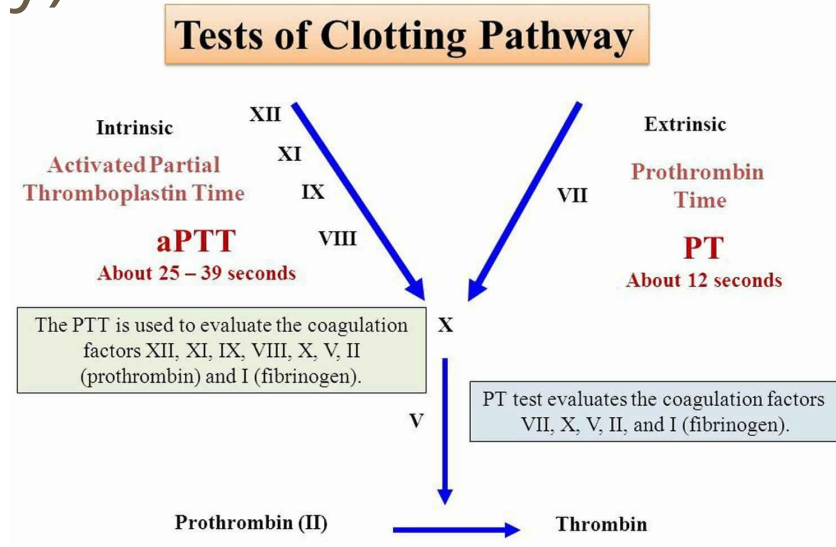 Tests of Clotting Pathway
Intrinsic
Activated Partial
Thromboplastin Time
aPTT
About 25 – 39 seconds
XII
XI
IX
VIII
Extrinsic
Prothrombin
Time
PT
About 12 seconds
VII
The PTT is used to evaluate the coagulation
factors XII, XI, IX, VIII, X, V, II
(prothrombin) and I (fibrinogen).
X
PT test evaluates the coagulation factors
VII, X, V, II, and I (fibrinogen).
V
Prothrombin (II)
Thrombin